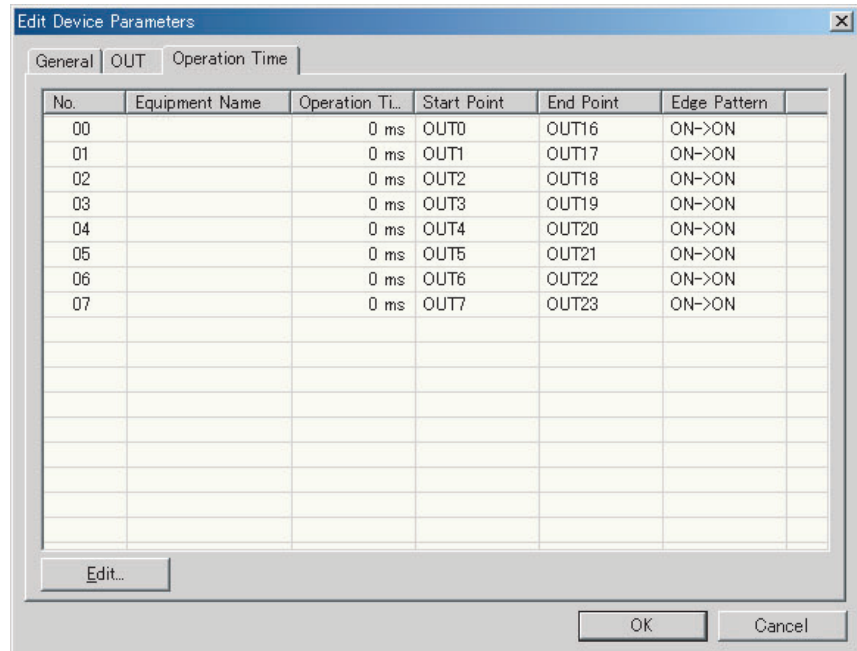 Edit Device Parameters
General OUT Operation Time
No. Equipment Name Operation Ti... Start Point End Point Edge Pattern
00 0 ms OUT0 OUT16 ON->ON
01 0 ms OUT1 OUT17 ON->ON
02 0 ms OUT2 OUT18 ON->ON
03 0 ms OUT3 OUT19 ON->ON
04 0 ms OUT4 OUT20 ON->ON
05 0 ms OUT5 OUT21 ON->ON
06 0 ms OUT6 OUT22 ON->ON
07 0 ms OUT7 OUT23 ON->ON
Edit...
OK Cancel